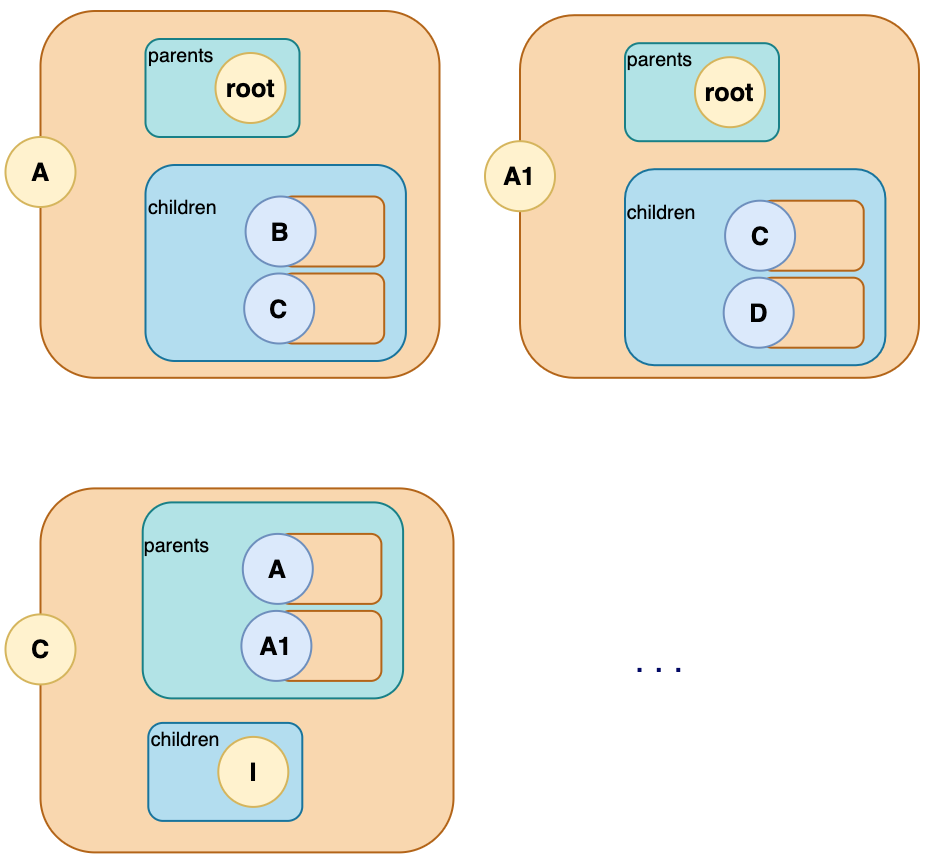 parents
root
A
children
B
C
parents
root
A1
children
C
D
parents
A
A1
C
children
I
. . .